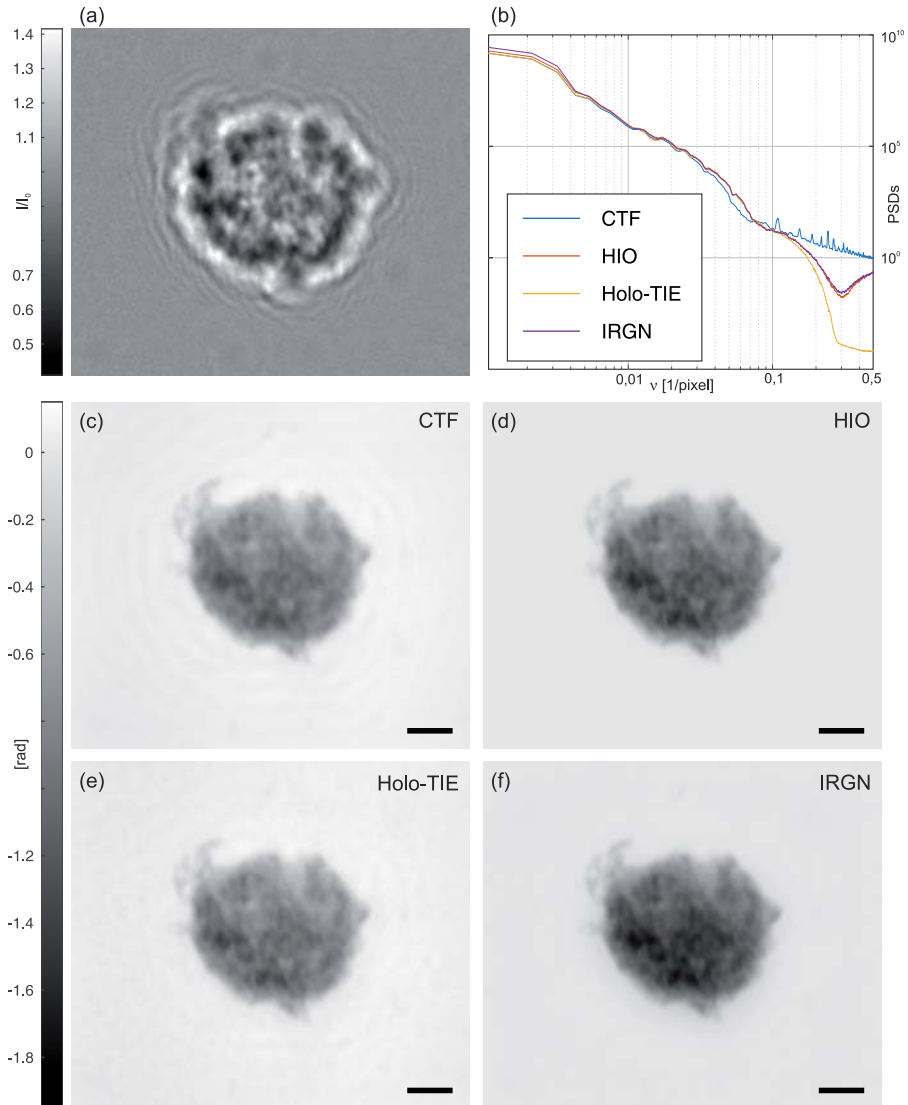 (a)
(b)
1.4
1.3
1.2
1.1
I/I₀
0.7
0.6
0.5
10¹⁰
10⁵
PSDs
10⁰
CTF
HIO
Holo-TIE
IRGN
0,01
ν [1/pixel]
0,1
0,5
(c)
CTF
(d)
HIO
0
-0.2
-0.4
-0.6
[rad]
-1.2
-1.4
-1.6
-1.8
(e)
Holo-TIE
(f)
IRGN